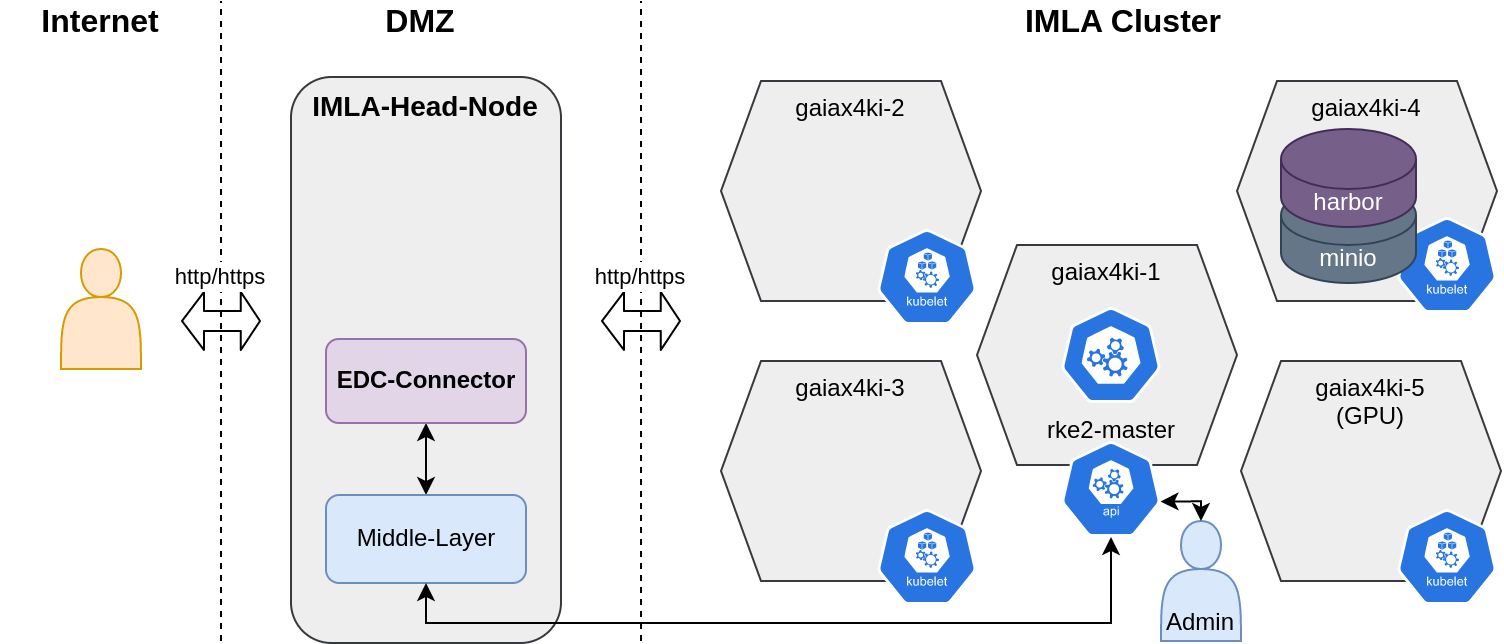 Internet
DMZ
IMLA Cluster
IMLA-Head-Node
http/https
EDC-Connector
Middle-Layer
http/https
gaiax4ki-2
kubelet
gaiax4ki-3
kubelet
gaiax4ki-1
rke2-master
api
Admin
gaiax4ki-4
harbor
minio
kubelet
gaiax4ki-5
(GPU)
kubelet